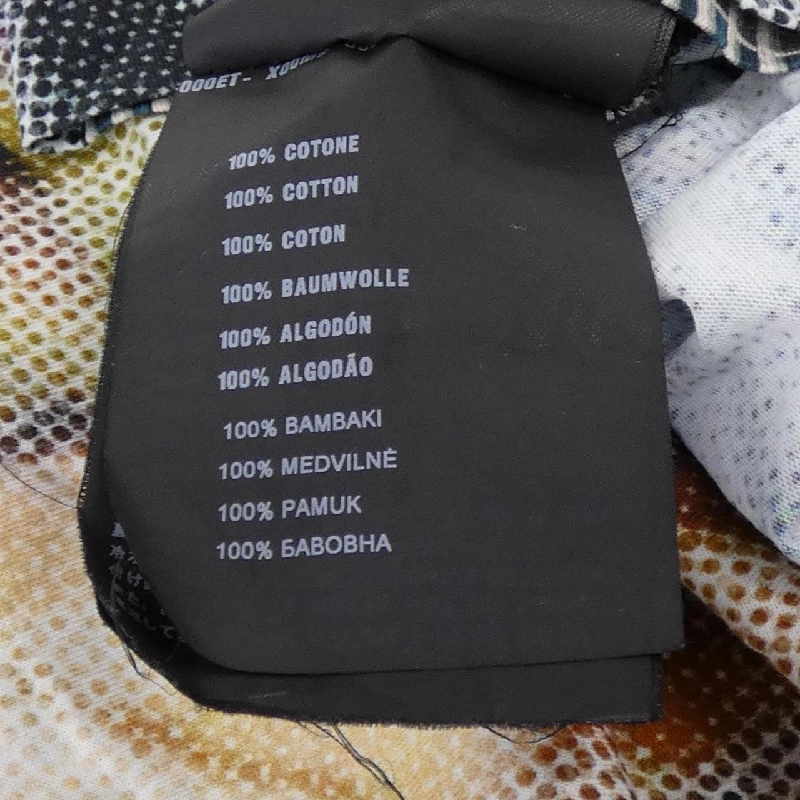 100% COTONE
100% COTTON
100% COTON
100% BAUMWOLLE
100% ALGODÓN
100% ALGODÃO
100% BAMBAKI
100% MEDVILNĖ
100% PAMUK
100% БАВОВНА